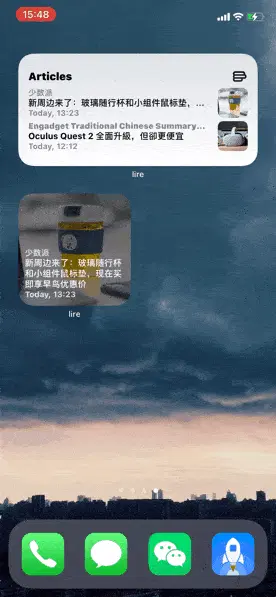 15:48
Articles
少数派
新周边来了：玻璃随行杯和小组件鼠标垫，...
Today, 13:23
Engadget Traditional Chinese Summary...
Oculus Quest 2 全面升級，但卻更便宜
Today, 12:12
lire
少数派
新周边来了：玻璃随行杯
和小组件鼠标垫，现在买
即享早鸟优惠价
Today, 13:23
lire